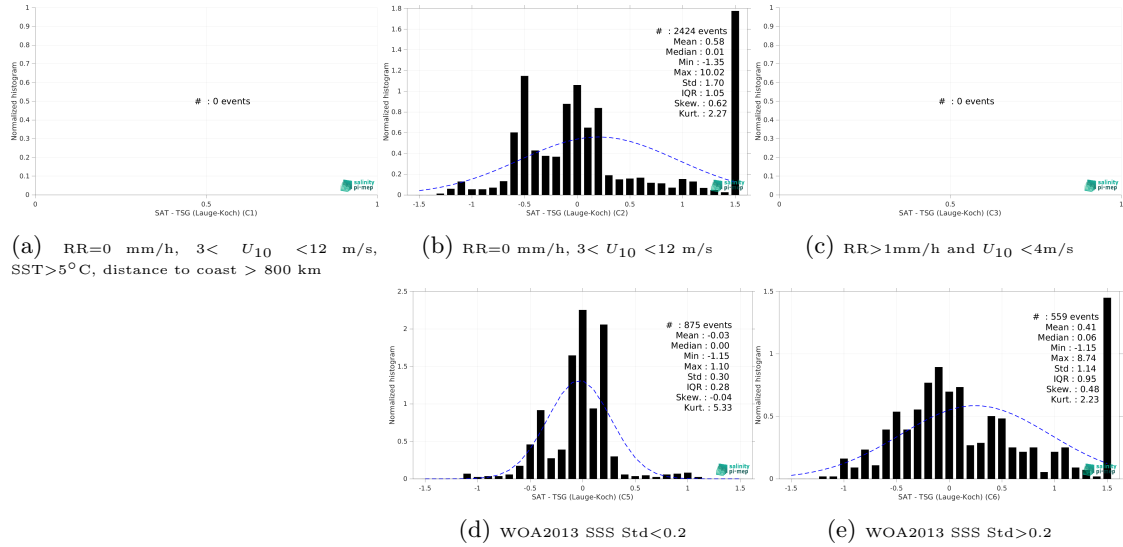 1
0.9
0.8
0.7
0.6
0.5
0.4
0.3
0.2
0.1
0
Normalized histogram
# : 0 events
salinity
pi-mep
0 0.5 1
SAT - TSG (Lauge-Koch) (C1)
(a) RR=0 mm/h, 3< U10 <12 m/s,
SST>5°C, distance to coast > 800 km
1.8
1.6
1.4
1.2
1
0.8
0.6
0.4
0.2
0
Normalized histogram
# : 2424 events
Mean : 0.58
Median : 0.01
Min : -1.35
Max : 10.02
Std : 1.70
IQR : 1.05
Skew. : 0.62
Kurt. : 2.27
salinity
pi-mep
-1.5 -1 -0.5 0 0.5 1 1.5
SAT - TSG (Lauge-Koch) (C2)
(b) RR=0 mm/h, 3< U10 <12 m/s
1
0.9
0.8
0.7
0.6
0.5
0.4
0.3
0.2
0.1
0
Normalized histogram
# : 0 events
salinity
pi-mep
0 0.5 1
SAT - TSG (Lauge-Koch) (C3)
(c) RR>1mm/h and U10 <4m/s
2.5
2
1.5
1
0.5
0
Normalized histogram
# : 875 events
Mean : -0.03
Median : 0.00
Min : -1.15
Max : 1.10
Std : 0.30
IQR : 0.28
Skew. : -0.04
Kurt. : 5.33
salinity
pi-mep
-1.5 -1 -0.5 0 0.5 1 1.5
SAT - TSG (Lauge-Koch) (C5)
(d) WOA2013 SSS Std<0.2
1.5
1
0.5
0
Normalized histogram
# : 559 events
Mean : 0.41
Median : 0.06
Min : -1.15
Max : 8.74
Std : 1.14
IQR : 0.95
Skew. : 0.48
Kurt. : 2.23
salinity
pi-mep
-1.5 -1 -0.5 0 0.5 1 1.5
SAT - TSG (Lauge-Koch) (C6)
(e) WOA2013 SSS Std>0.2